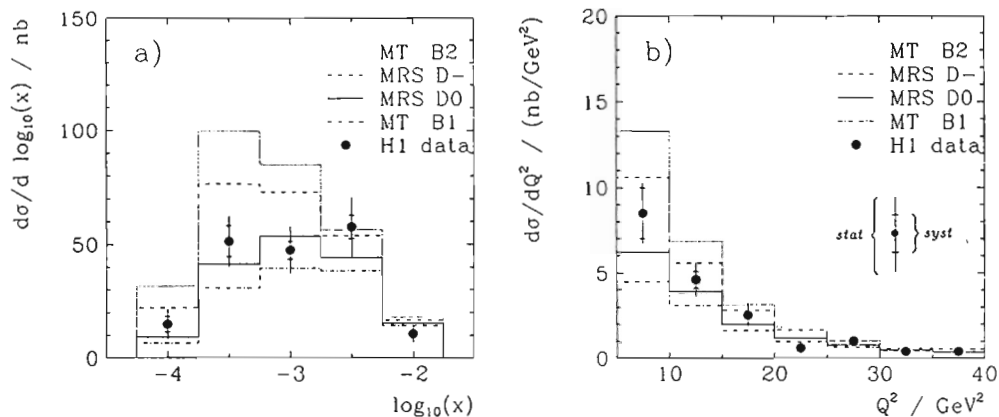 a)
dσ/d log₁₀(x) / nb
150
100
50
0
MT B2
MRS D-
MRS D0
MT B1
H1 data
-4
-3
-2
log₁₀(x)
b)
dσ/dQ² / (nb/GeV²)
20
15
10
5
0
MT B2
MRS D-
MRS D0
MT B1
H1 data
stat
syst
10
20
30
40
Q² / GeV²